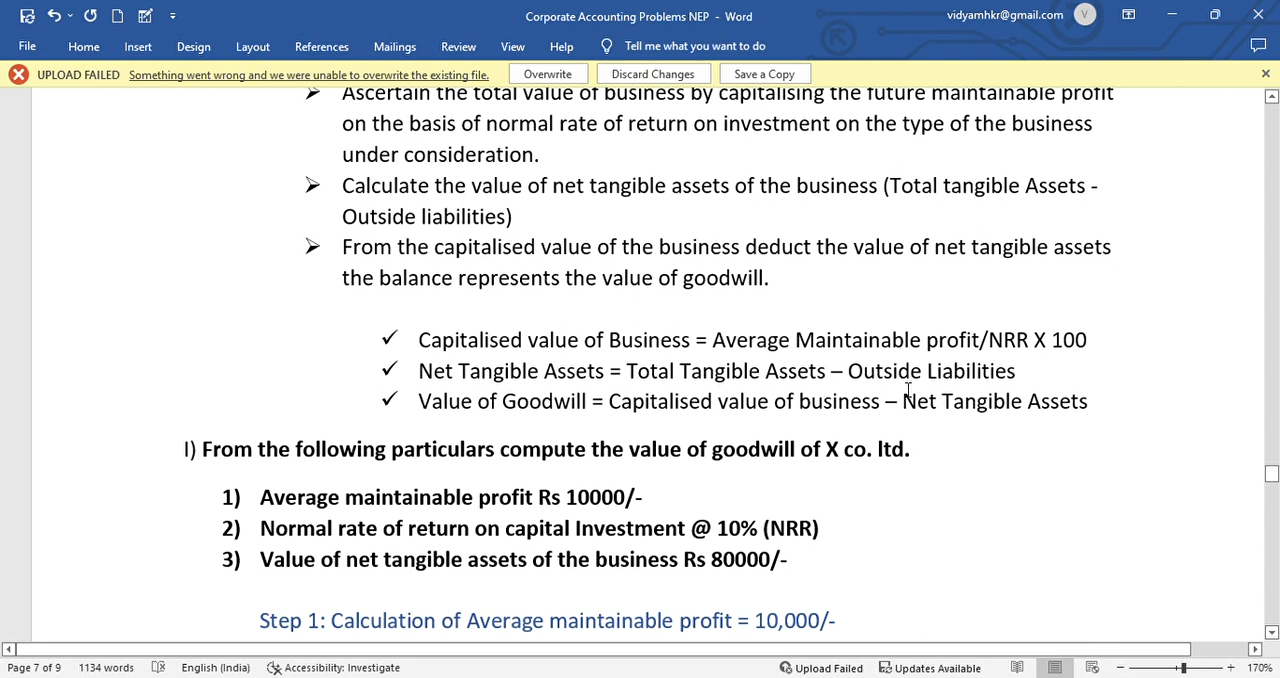 Corporate Accounting Problems NEP - Word
vidyamhkr@gmail.com V
File Home Insert Design Layout References Mailings Review View Help Tell me what you want to do
UPLOAD FAILED Something went wrong and we were unable to overwrite the existing file. Overwrite Discard Changes Save a Copy
➢ Ascertain the total value of business by capitalising the future maintainable profit
on the basis of normal rate of return on investment on the type of the business
under consideration.
➢ Calculate the value of net tangible assets of the business (Total tangible Assets -
Outside liabilities)
➢ From the capitalised value of the business deduct the value of net tangible assets
the balance represents the value of goodwill.
✓ Capitalised value of Business = Average Maintainable profit/NRR X 100
✓ Net Tangible Assets = Total Tangible Assets – Outside Liabilities
✓ Value of Goodwill = Capitalised value of business – Net Tangible Assets
I) From the following particulars compute the value of goodwill of X co. ltd.
1) Average maintainable profit Rs 10000/-
2) Normal rate of return on capital Investment @ 10% (NRR)
3) Value of net tangible assets of the business Rs 80000/-
Step 1: Calculation of Average maintainable profit = 10,000/-
Page 7 of 9 1134 words English (India) Accessibility: Investigate Upload Failed Updates Available 170%